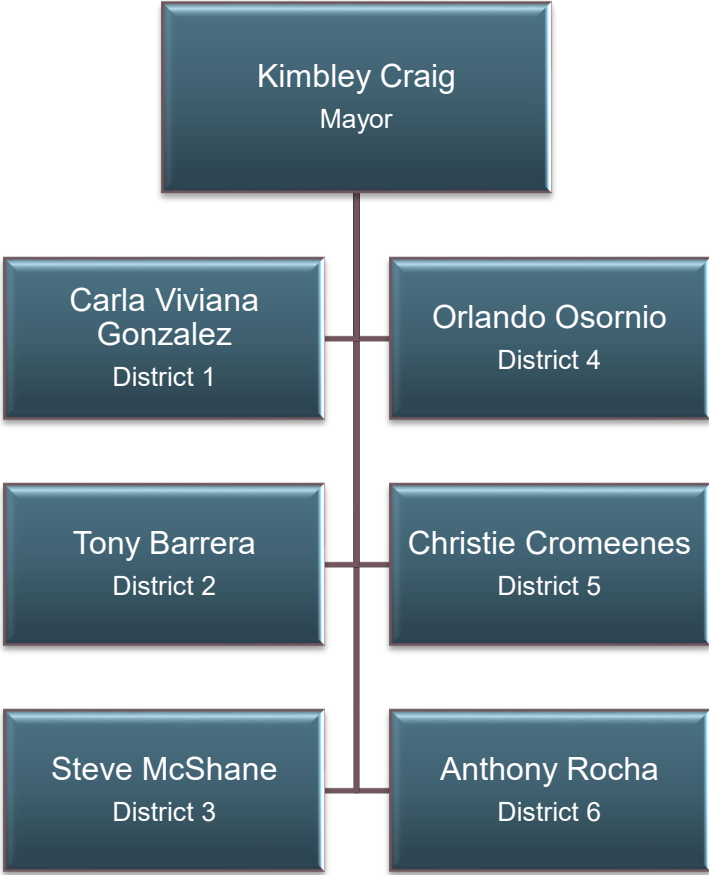 Kimbley Craig
Mayor
Carla Viviana
Gonzalez
District 1
Orlando Osornio
District 4
Tony Barrera
District 2
Christie Cromeenes
District 5
Steve McShane
District 3
Anthony Rocha
District 6